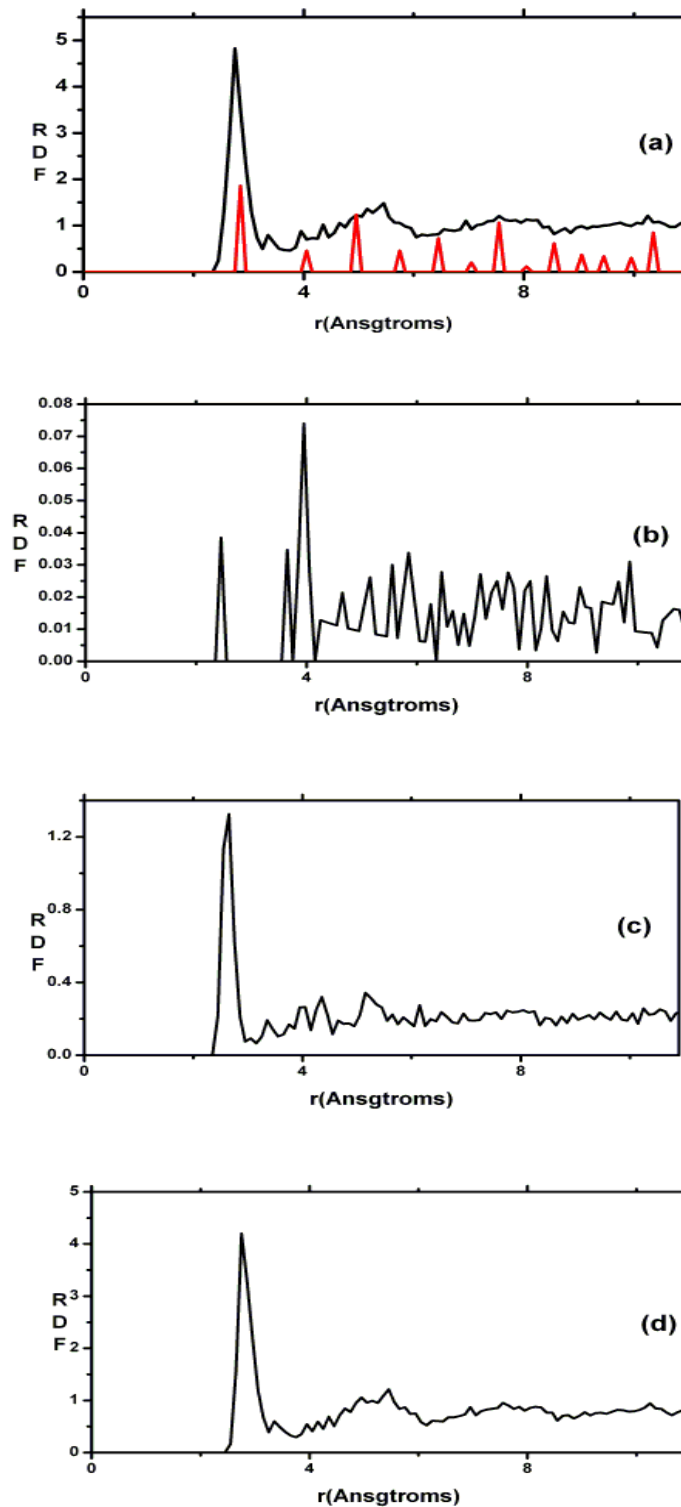 5
4
R
D
F
3
(a)
2
1
0
0 4 8
r(Ansgtroms)
0.08
0.07
0.06
0.05
R
D
F
0.04
(b)
0.03
0.02
0.01
0.00
0 4 8
r(Ansgtroms)
1.2
0.8
R
D
F
(c)
0.4
0.0
0 4 8
r(Ansgtroms)
5
4
R
D
F
3
(d)
2
1
0
0 4 8
r(Ansgtroms)